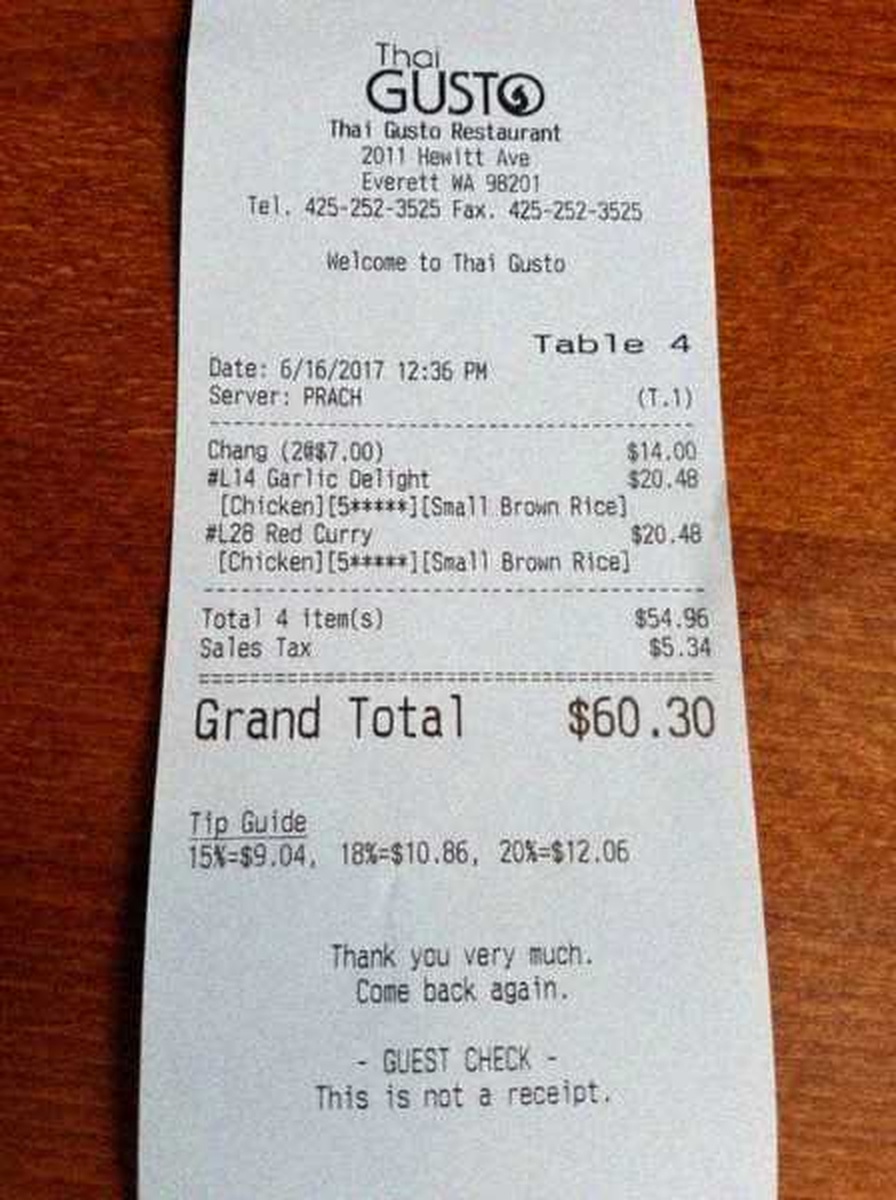 Thai
GUSTO
Thai Gusto Restaurant
2011 Hewitt Ave
Everett WA 98201
Tel. 425-252-3525 Fax. 425-252-3525
Welcome to Thai Gusto
Table 4
Date: 6/16/2017 12:36 PM
Server: PRACH (T.1)
Chang (2@$7.00) $14.00
#L14 Garlic Delight $20.48
[Chicken][5*****][Small Brown Rice]
#L28 Red Curry $20.48
[Chicken][5*****][Small Brown Rice]
Total 4 item(s) $54.96
Sales Tax $5.34
Grand Total $60.30
Tip Guide
15%=$9.04, 18%=$10.86, 20%=$12.06
Thank you very much.
Come back again.
- GUEST CHECK -
This is not a receipt.